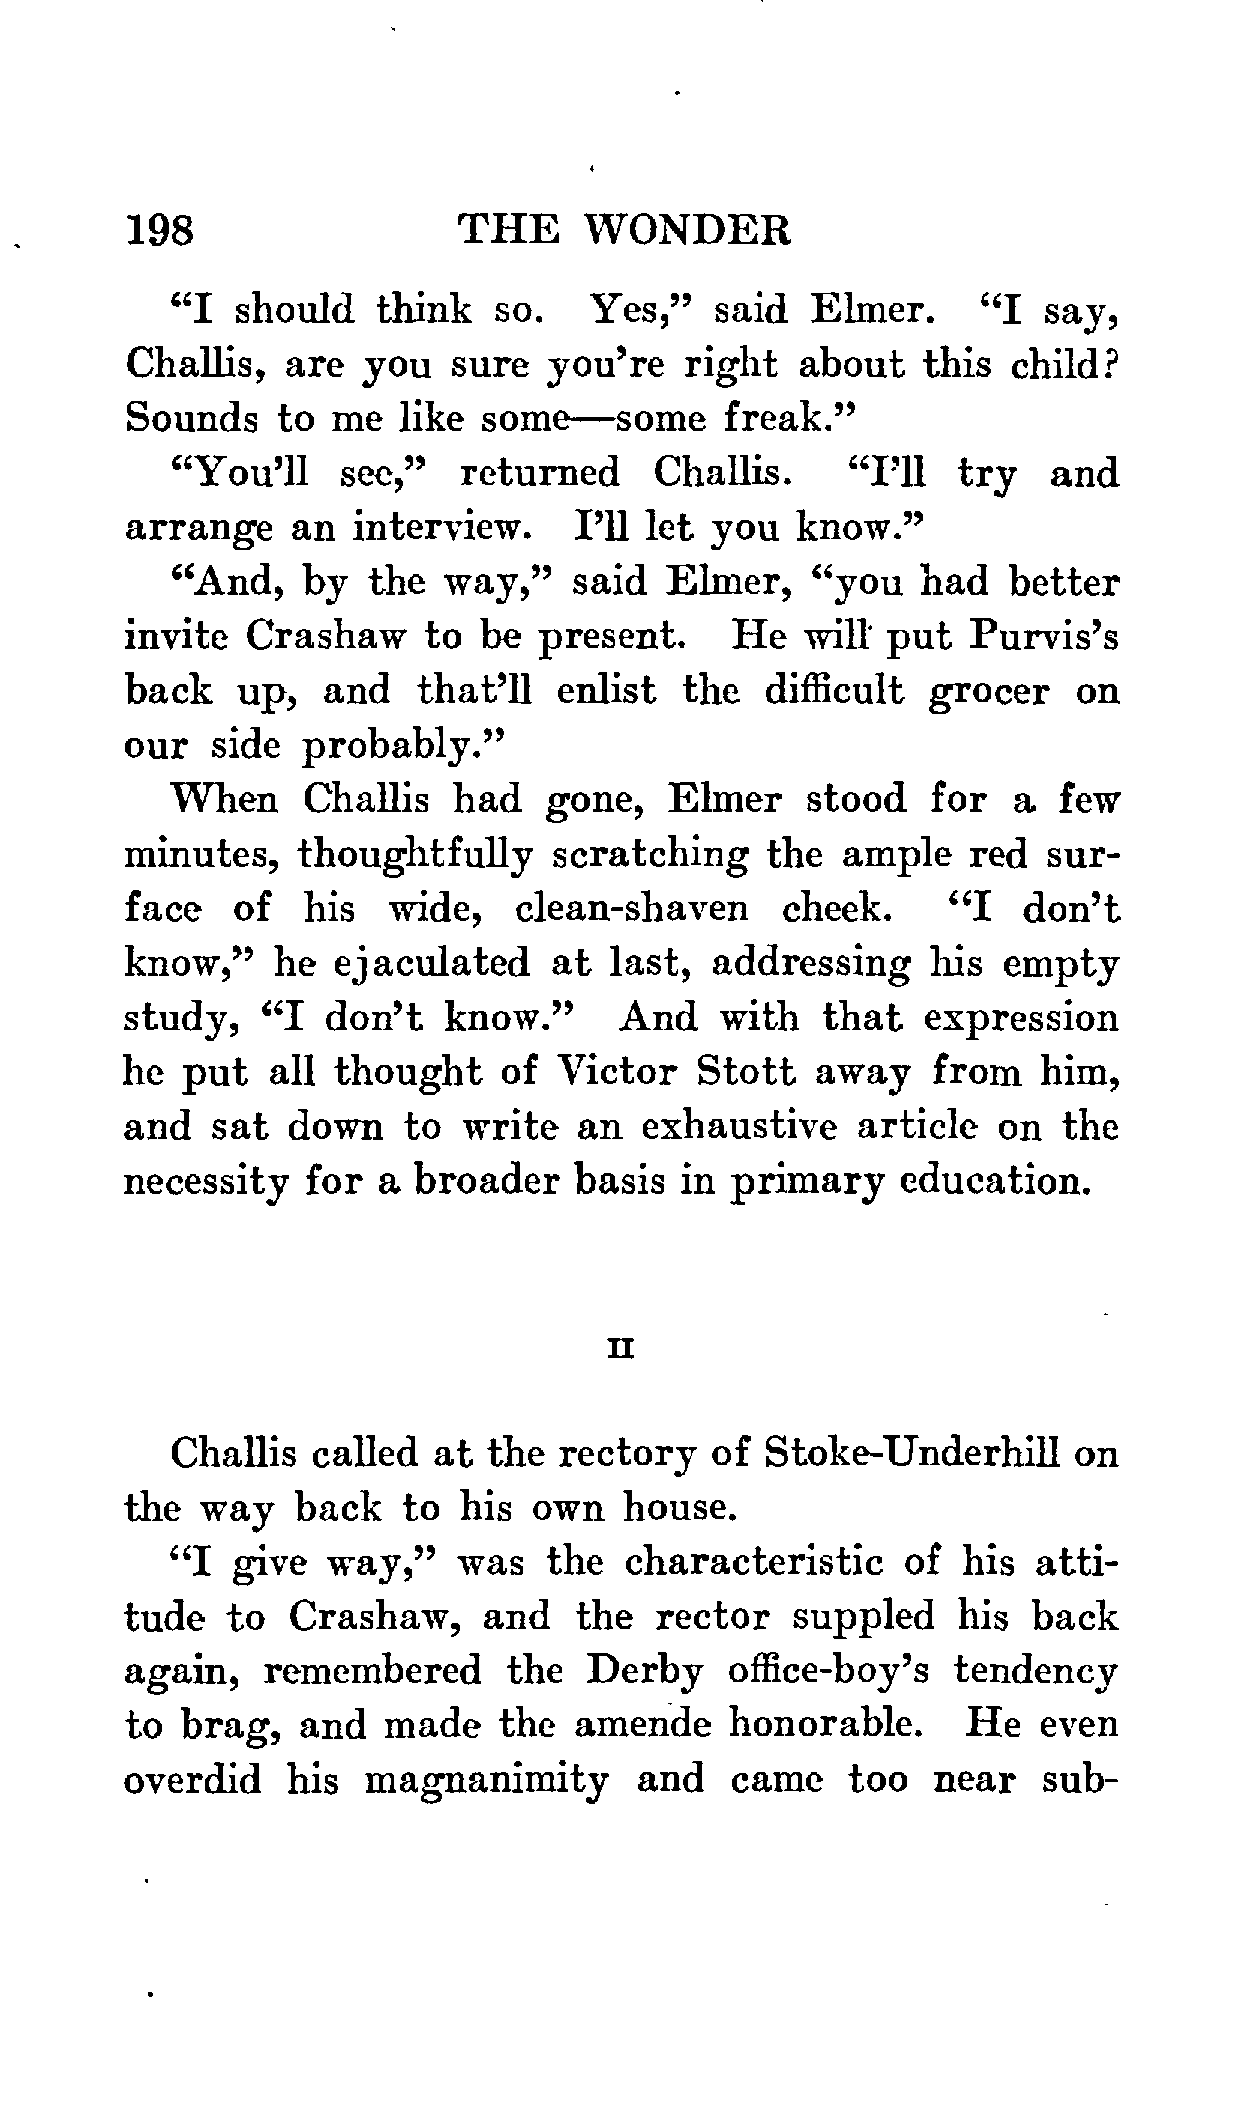 198 THE WONDER
“I should think so. Yes,” said Elmer. “I say,
Challis, are you sure you’re right about this child?
Sounds to me like some—some freak.”
“You’ll see,” returned Challis. “I’ll try and
arrange an interview. I’ll let you know.”
“And, by the way,” said Elmer, “you had better
invite Crashaw to be present. He will put Purvis’s
back up, and that’ll enlist the difficult grocer on
our side probably.”
When Challis had gone, Elmer stood for a few
minutes, thoughtfully scratching the ample red sur-
face of his wide, clean-shaven cheek. “I don’t
know,” he ejaculated at last, addressing his empty
study, “I don’t know.” And with that expression
he put all thought of Victor Stott away from him,
and sat down to write an exhaustive article on the
necessity for a broader basis in primary education.
II
Challis called at the rectory of Stoke-Underhill on
the way back to his own house.
“I give way,” was the characteristic of his atti-
tude to Crashaw, and the rector suppled his back
again, remembered the Derby office-boy’s tendency
to brag, and made the amende honorable. He even
overdid his magnanimity and came too near sub-